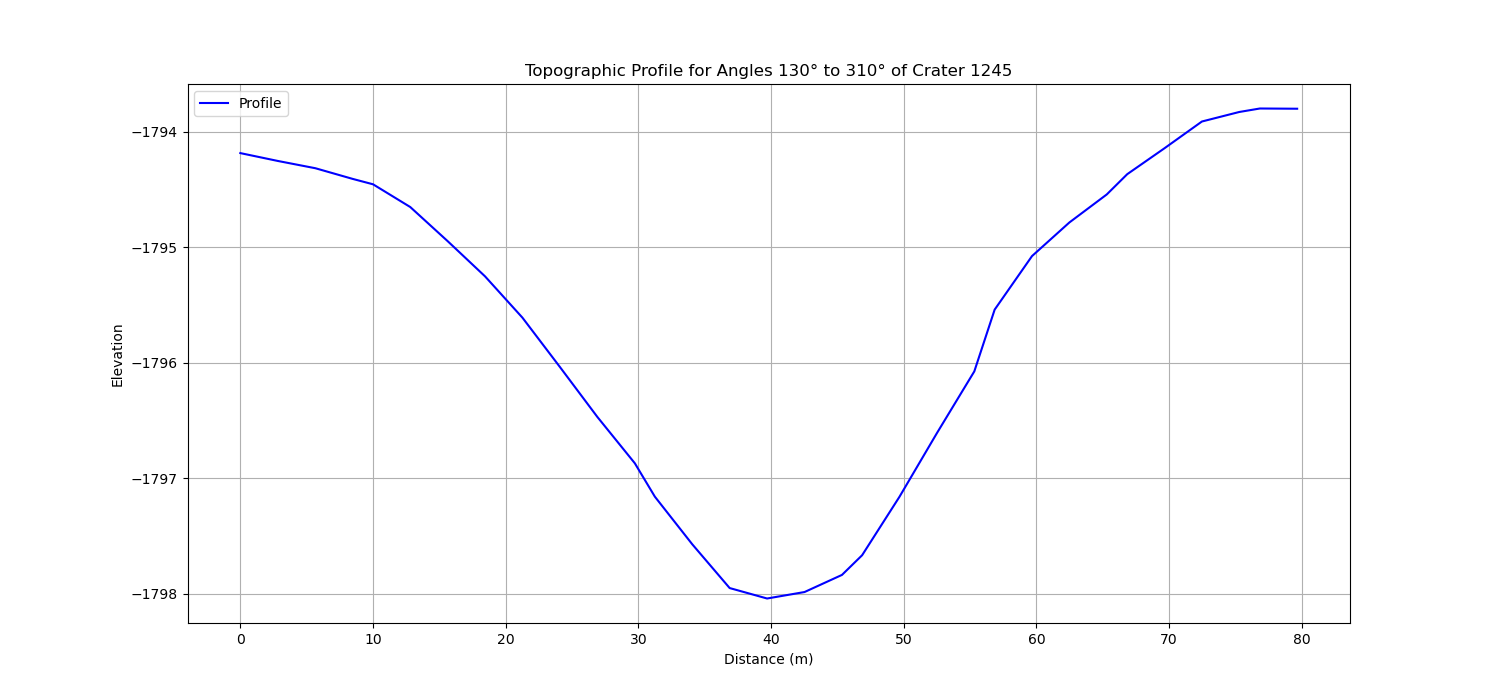 Topographic Profile for Angles 130° to 310° of Crater 1245
Profile
−1794
−1795
−1796
−1797
−1798
Elevation
0 10 20 30 40 50 60 70 80
Distance (m)